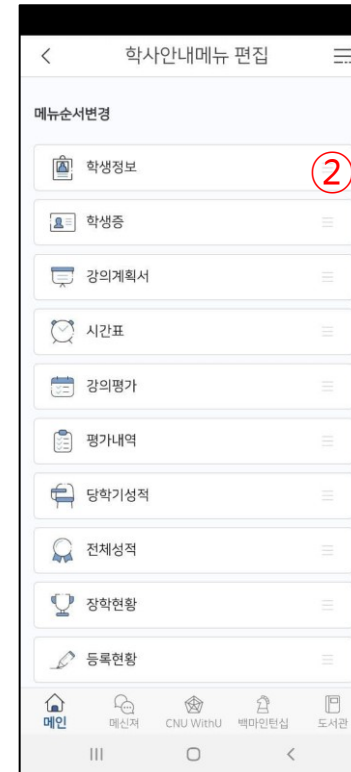 학사안내메뉴 편집
메뉴순서변경
학생정보
②
학생증
강의계획서
시간표
강의평가
평가내역
당학기성적
전체성적
장학현황
등록현황
메인 메신져 CNU WithU 백마인턴십 도서관